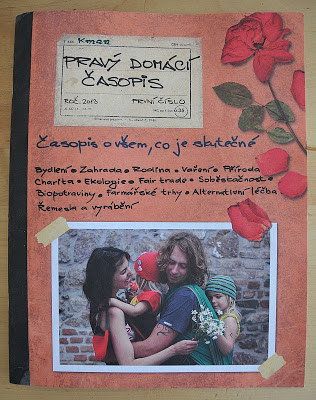 Kmen
PRAVÝ DOMÁCÍ
ČASOPIS
ROČ. 2013 PRVNÍ ČÍSLO
Časopis o všem, co je skutečné
Bydlení • Zahrada • Rodina • Vaření • Příroda
Charita • Ekologie • Fair trade • Soběstačnost •
Biopotraviny • Farmářské trhy • Alternativní léčba
Řemesla a vyrábění